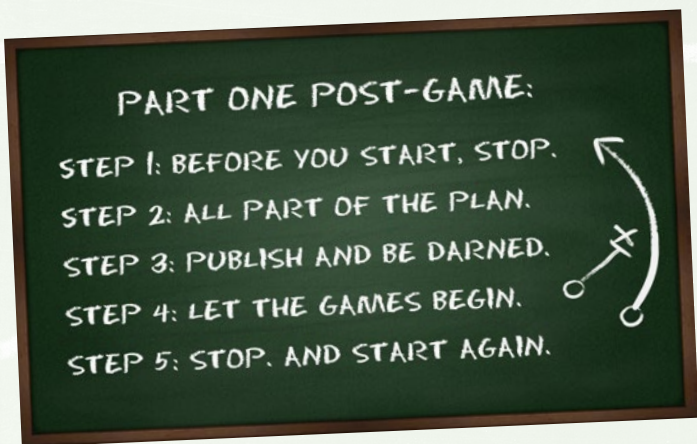 PART ONE POST-GAME:
STEP 1: BEFORE YOU START, STOP.
STEP 2: ALL PART OF THE PLAN.
STEP 3: PUBLISH AND BE DARNED.
STEP 4: LET THE GAMES BEGIN.
STEP 5: STOP. AND START AGAIN.